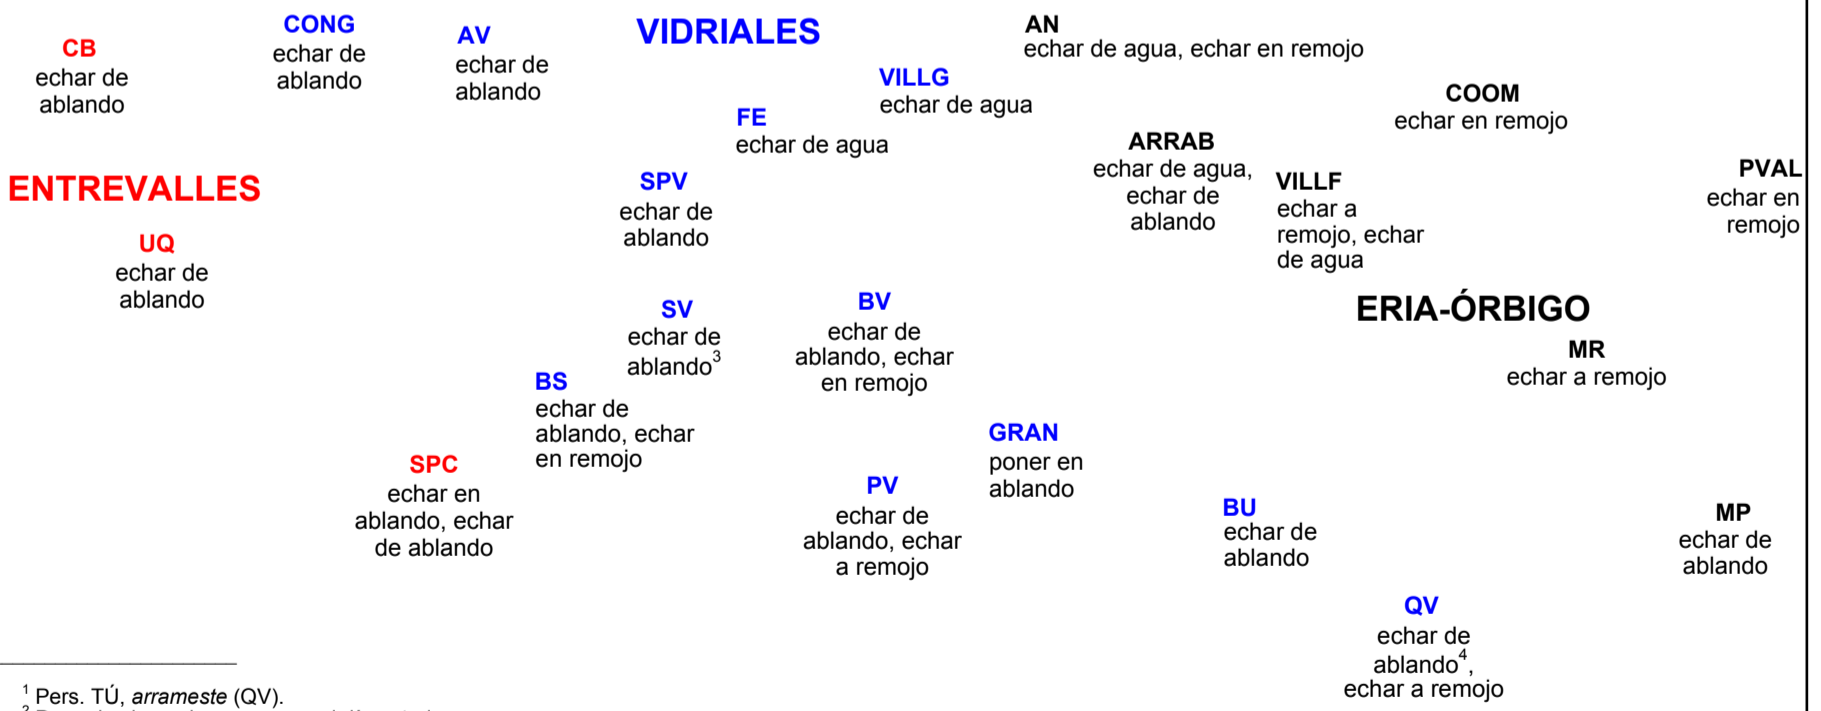 CB
echar de
ablando
CONG
echar de
ablando
AV
echar de
ablando
VIDRIALES
AN
echar de agua, echar en remojo
VILLG
echar de agua
FE
echar de agua
COOM
echar en remojo
ARRAB
echar de agua,
echar de
ablando
VILLF
echar a
remojo, echar
de agua
PVAL
echar en
remojo
ENTREVALLES
SPV
echar de
ablando
UQ
echar de
ablando
SV
echar de
ablando³
BV
echar de
ablando, echar
en remojo
ERIA-ÓRBIGO
MR
echar a remojo
BS
echar de
ablando, echar
en remojo
GRAN
poner en
ablando
SPC
echar en
ablando, echar
de ablando
PV
echar de
ablando, echar
a remojo
BU
echar de
ablando
MP
echar de
ablando
QV
echar de
ablando⁴,
echar a remojo
¹ Pers. TÚ, arrameste (QV).